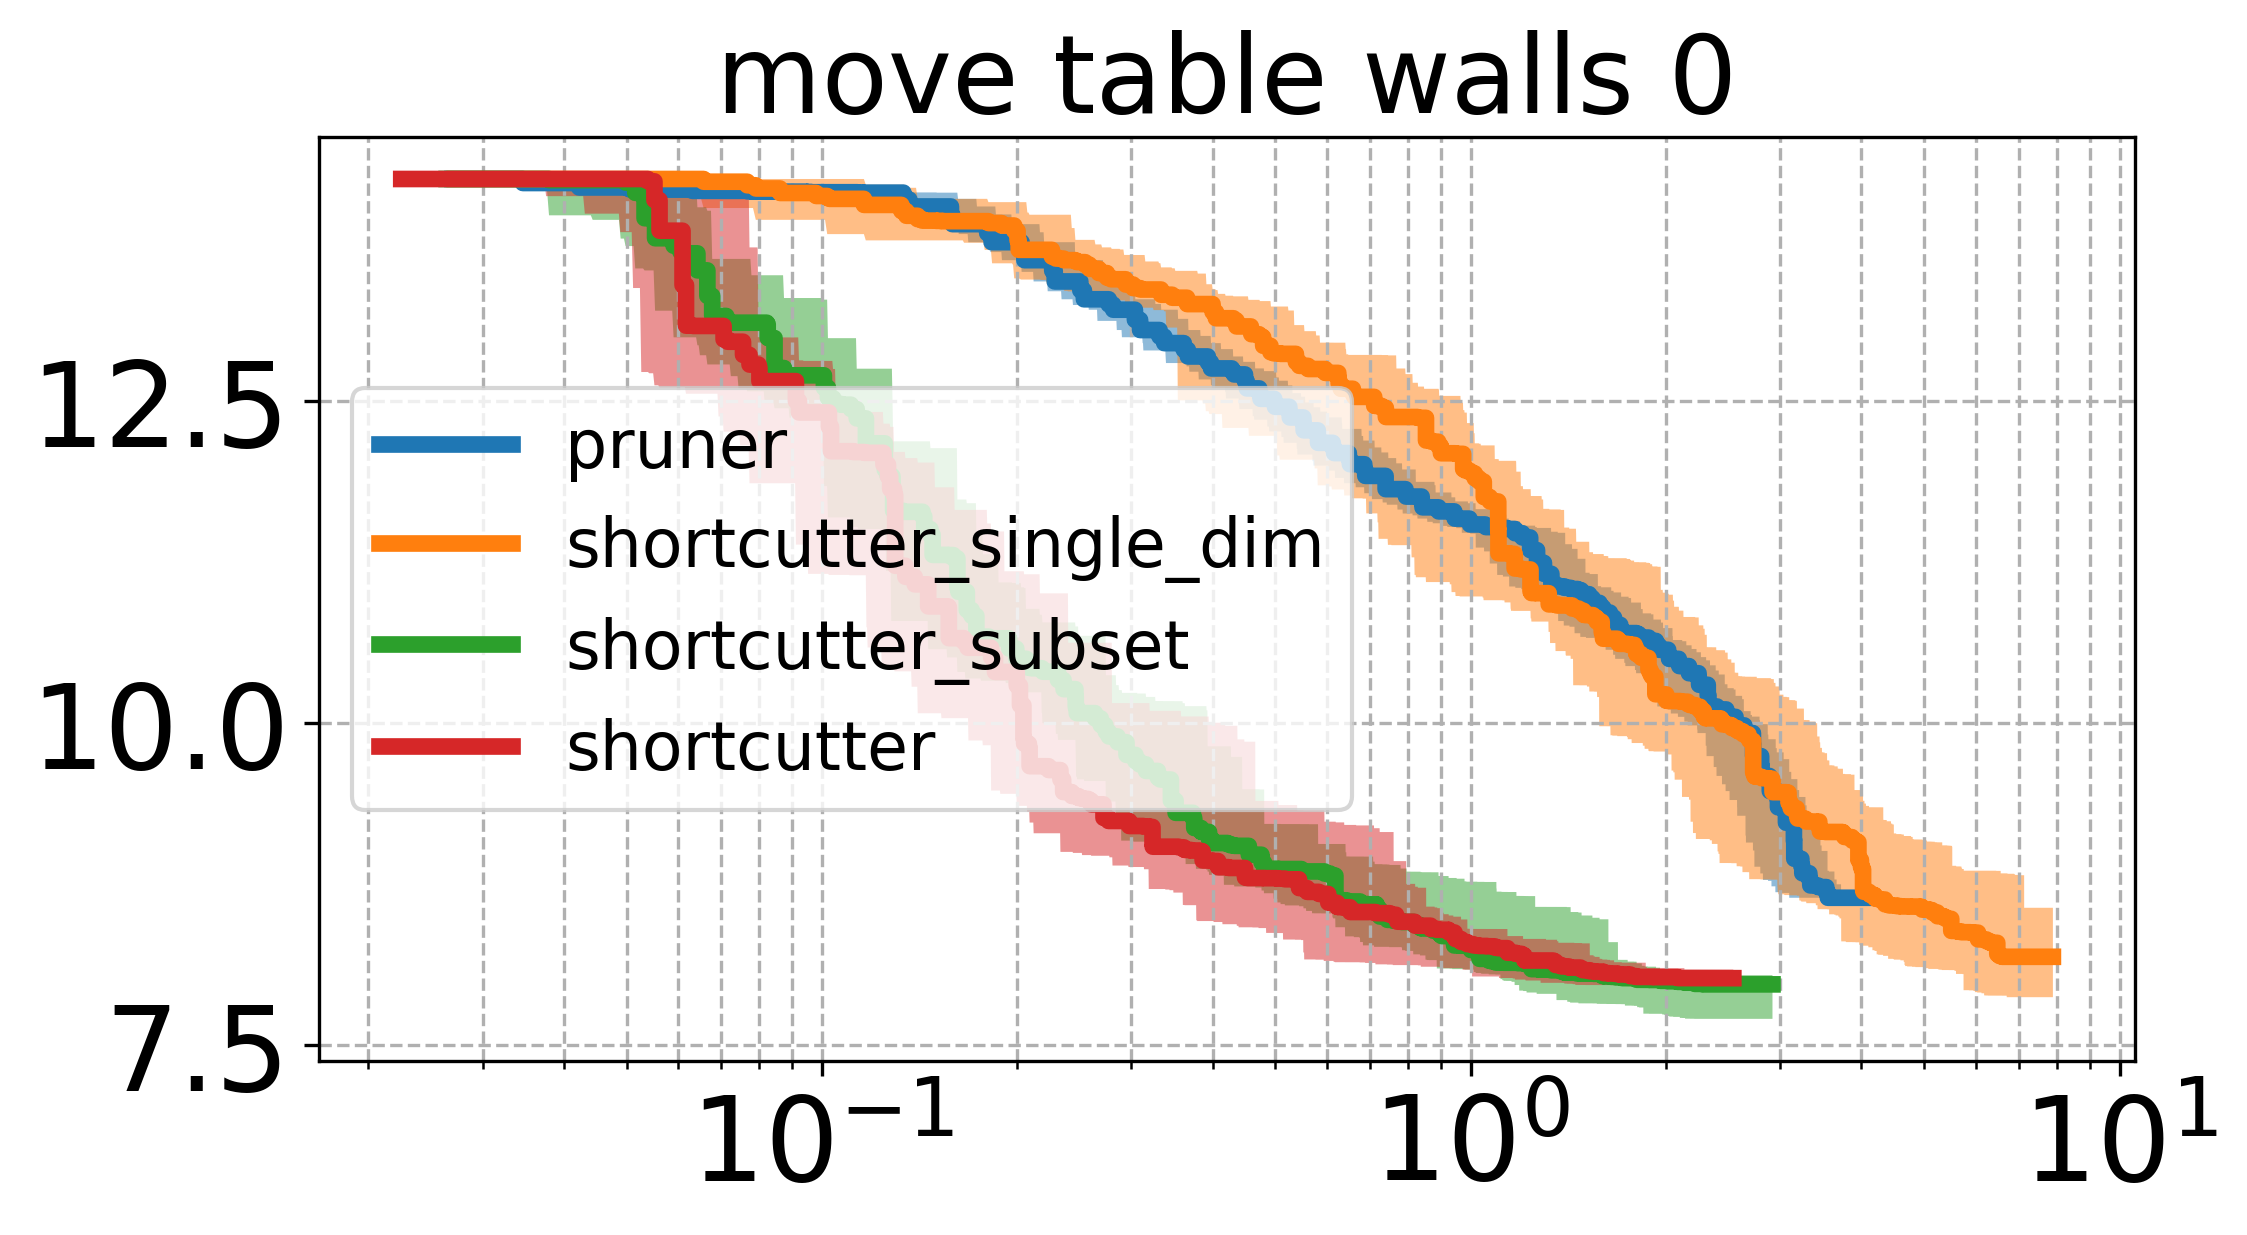 move table walls 0
12.5
10.0
7.5
pruner
shortcutter_single_dim
shortcutter_subset
shortcutter
10⁻¹
10⁰
10¹